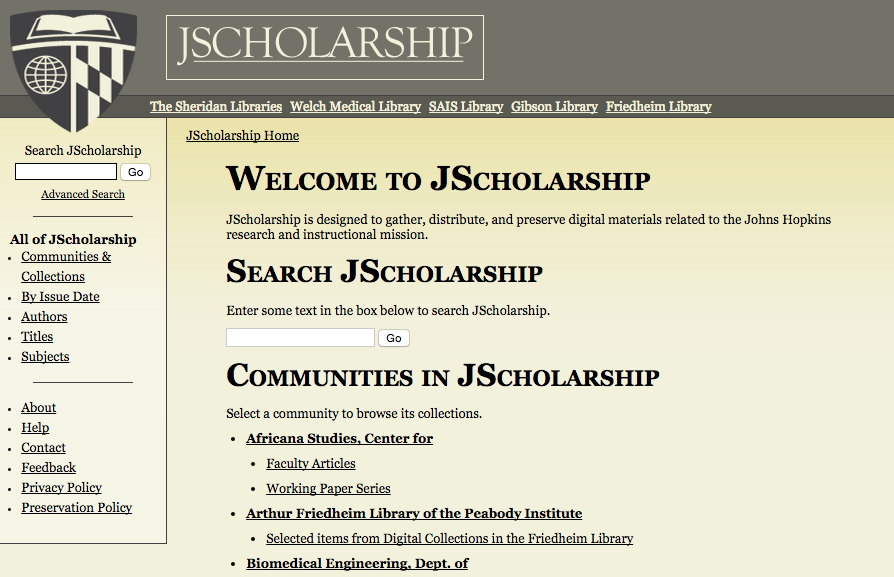 JSCHOLARSHIP
The Sheridan Libraries Welch Medical Library SAIS Library Gibson Library Friedheim Library
Search JScholarship
Go
Advanced Search
All of JScholarship
Communities &
Collections
By Issue Date
Authors
Titles
Subjects
About
Help
Contact
Feedback
Privacy Policy
Preservation Policy
JScholarship Home
Welcome to JScholarship
JScholarship is designed to gather, distribute, and preserve digital materials related to the Johns Hopkins
research and instructional mission.
Search JScholarship
Enter some text in the box below to search JScholarship.
Go
Communities in JScholarship
Select a community to browse its collections.
Africana Studies, Center for
Faculty Articles
Working Paper Series
Arthur Friedheim Library of the Peabody Institute
Selected items from Digital Collections in the Friedheim Library
Biomedical Engineering, Dept. of